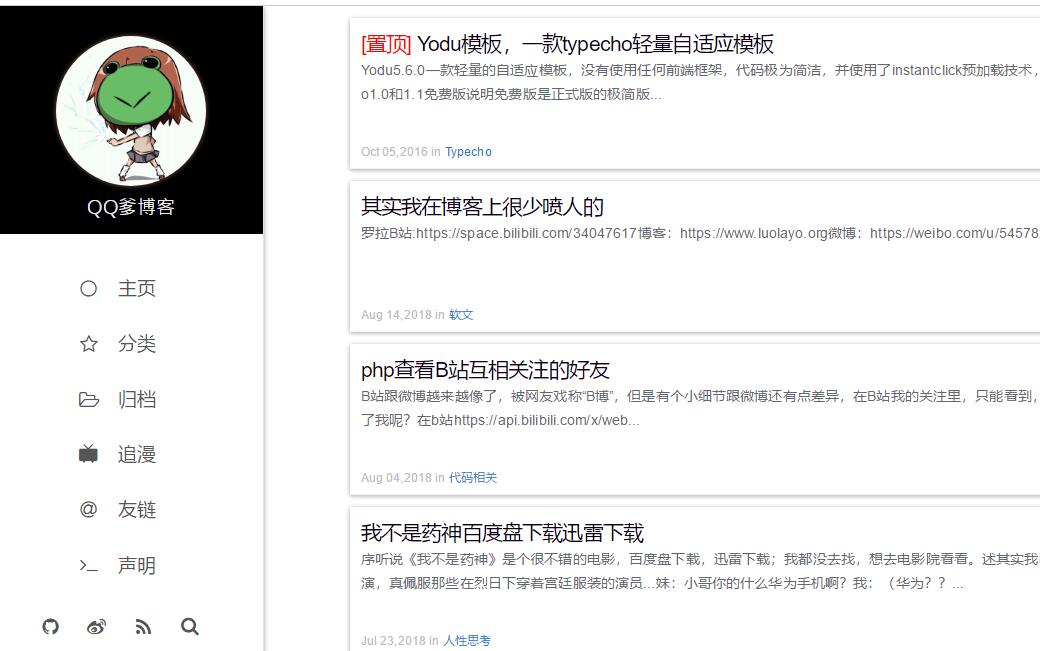 QQ爹博客
主页
分类
归档
追漫
友链
声明
[置顶] Yodu模板，一款typecho轻量自适应模板
Yodu5.6.0一款轻量的自适应模板，没有使用任何前端框架，代码极为简洁，并使用了instantclick预加载技术，
o1.0和1.1免费版说明免费版是正式版的极简版...
Oct 05,2016 in Typecho
其实我在博客上很少喷人的
罗拉B站:https://space.bilibili.com/34047617博客：https://www.luolayo.org微博：https://weibo.com/u/54578
Aug 14,2018 in 软文
php查看B站互相关注的好友
B站跟微博越来越像了，被网友戏称“B博”，但是有个小细节跟微博还有点差异，在B站我的关注里，只能看到，
了我呢？在b站https://api.bilibili.com/x/web...
Aug 04,2018 in 代码相关
我不是药神百度盘下载迅雷下载
序听说《我不是药神》是个很不错的电影，百度盘下载，迅雷下载；我都没去找，想去电影院看看。述其实我
演，真佩服那些在烈日下穿着宫廷服装的演员...妹：小哥你的什么华为手机啊？我：（华为？？...
Jul 23,2018 in 人性思考